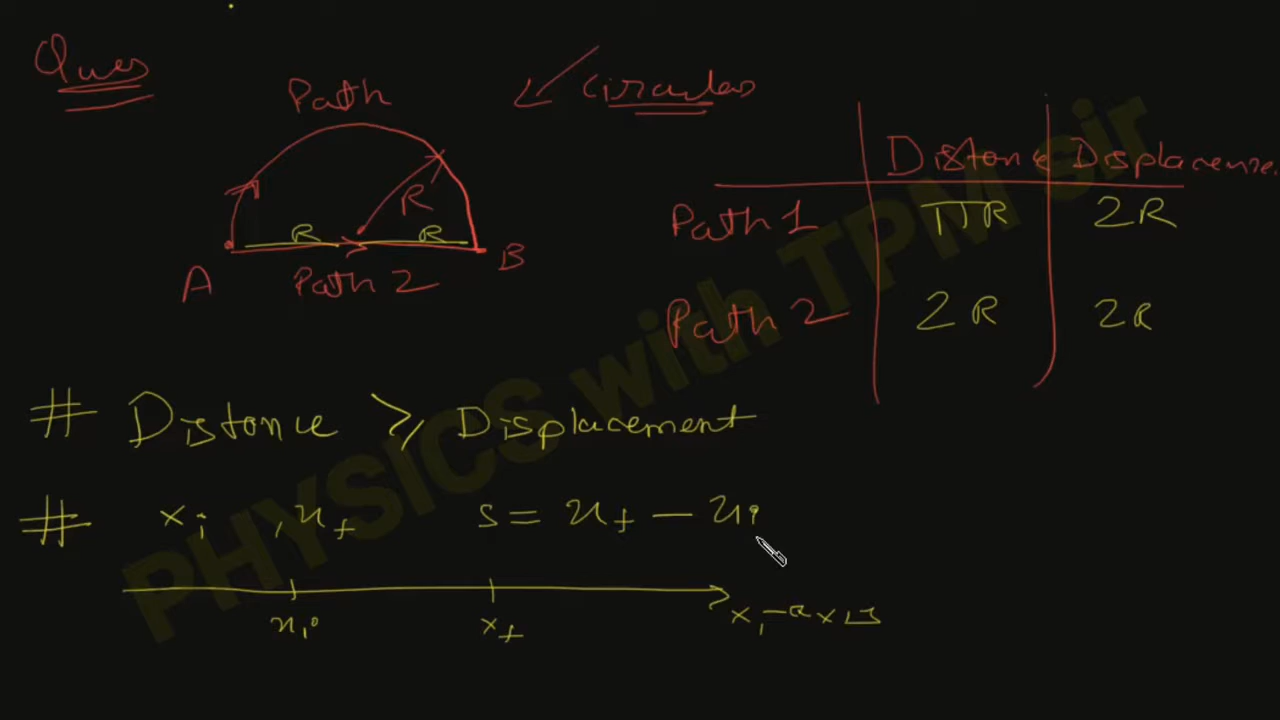 Ques
Path
circular
R
R
R
A
B
Path 2
Distance Displacement
Path 1 πR 2R
Path 2 2R 2R
# Distance ≥ Displacement
# xi , xf s = xf - xi
xi xf x-axis
PHYSICS with TPM sir